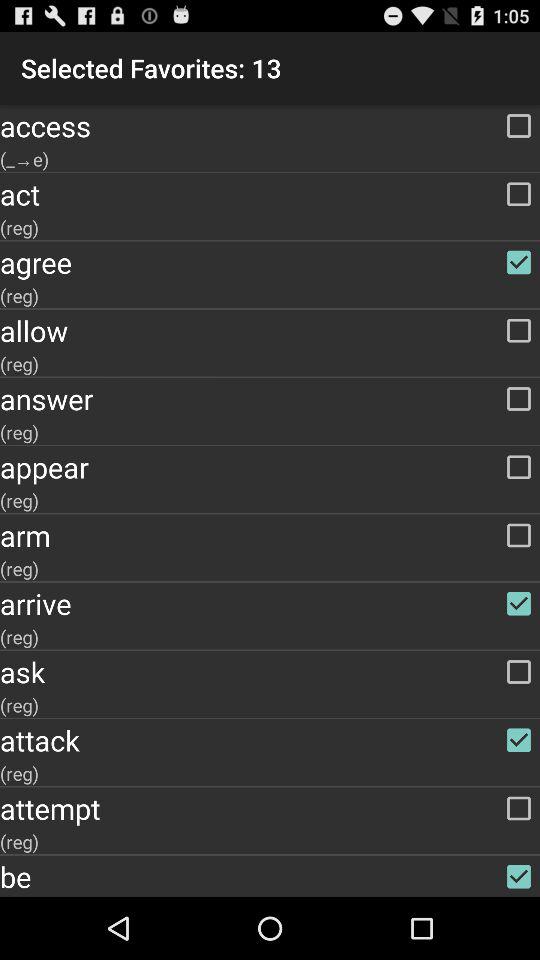 1:05
Selected Favorites: 13
access
(_→e)
act
(reg)
agree
(reg)
allow
(reg)
answer
(reg)
appear
(reg)
arm
(reg)
arrive
(reg)
ask
(reg)
attack
(reg)
attempt
(reg)
be